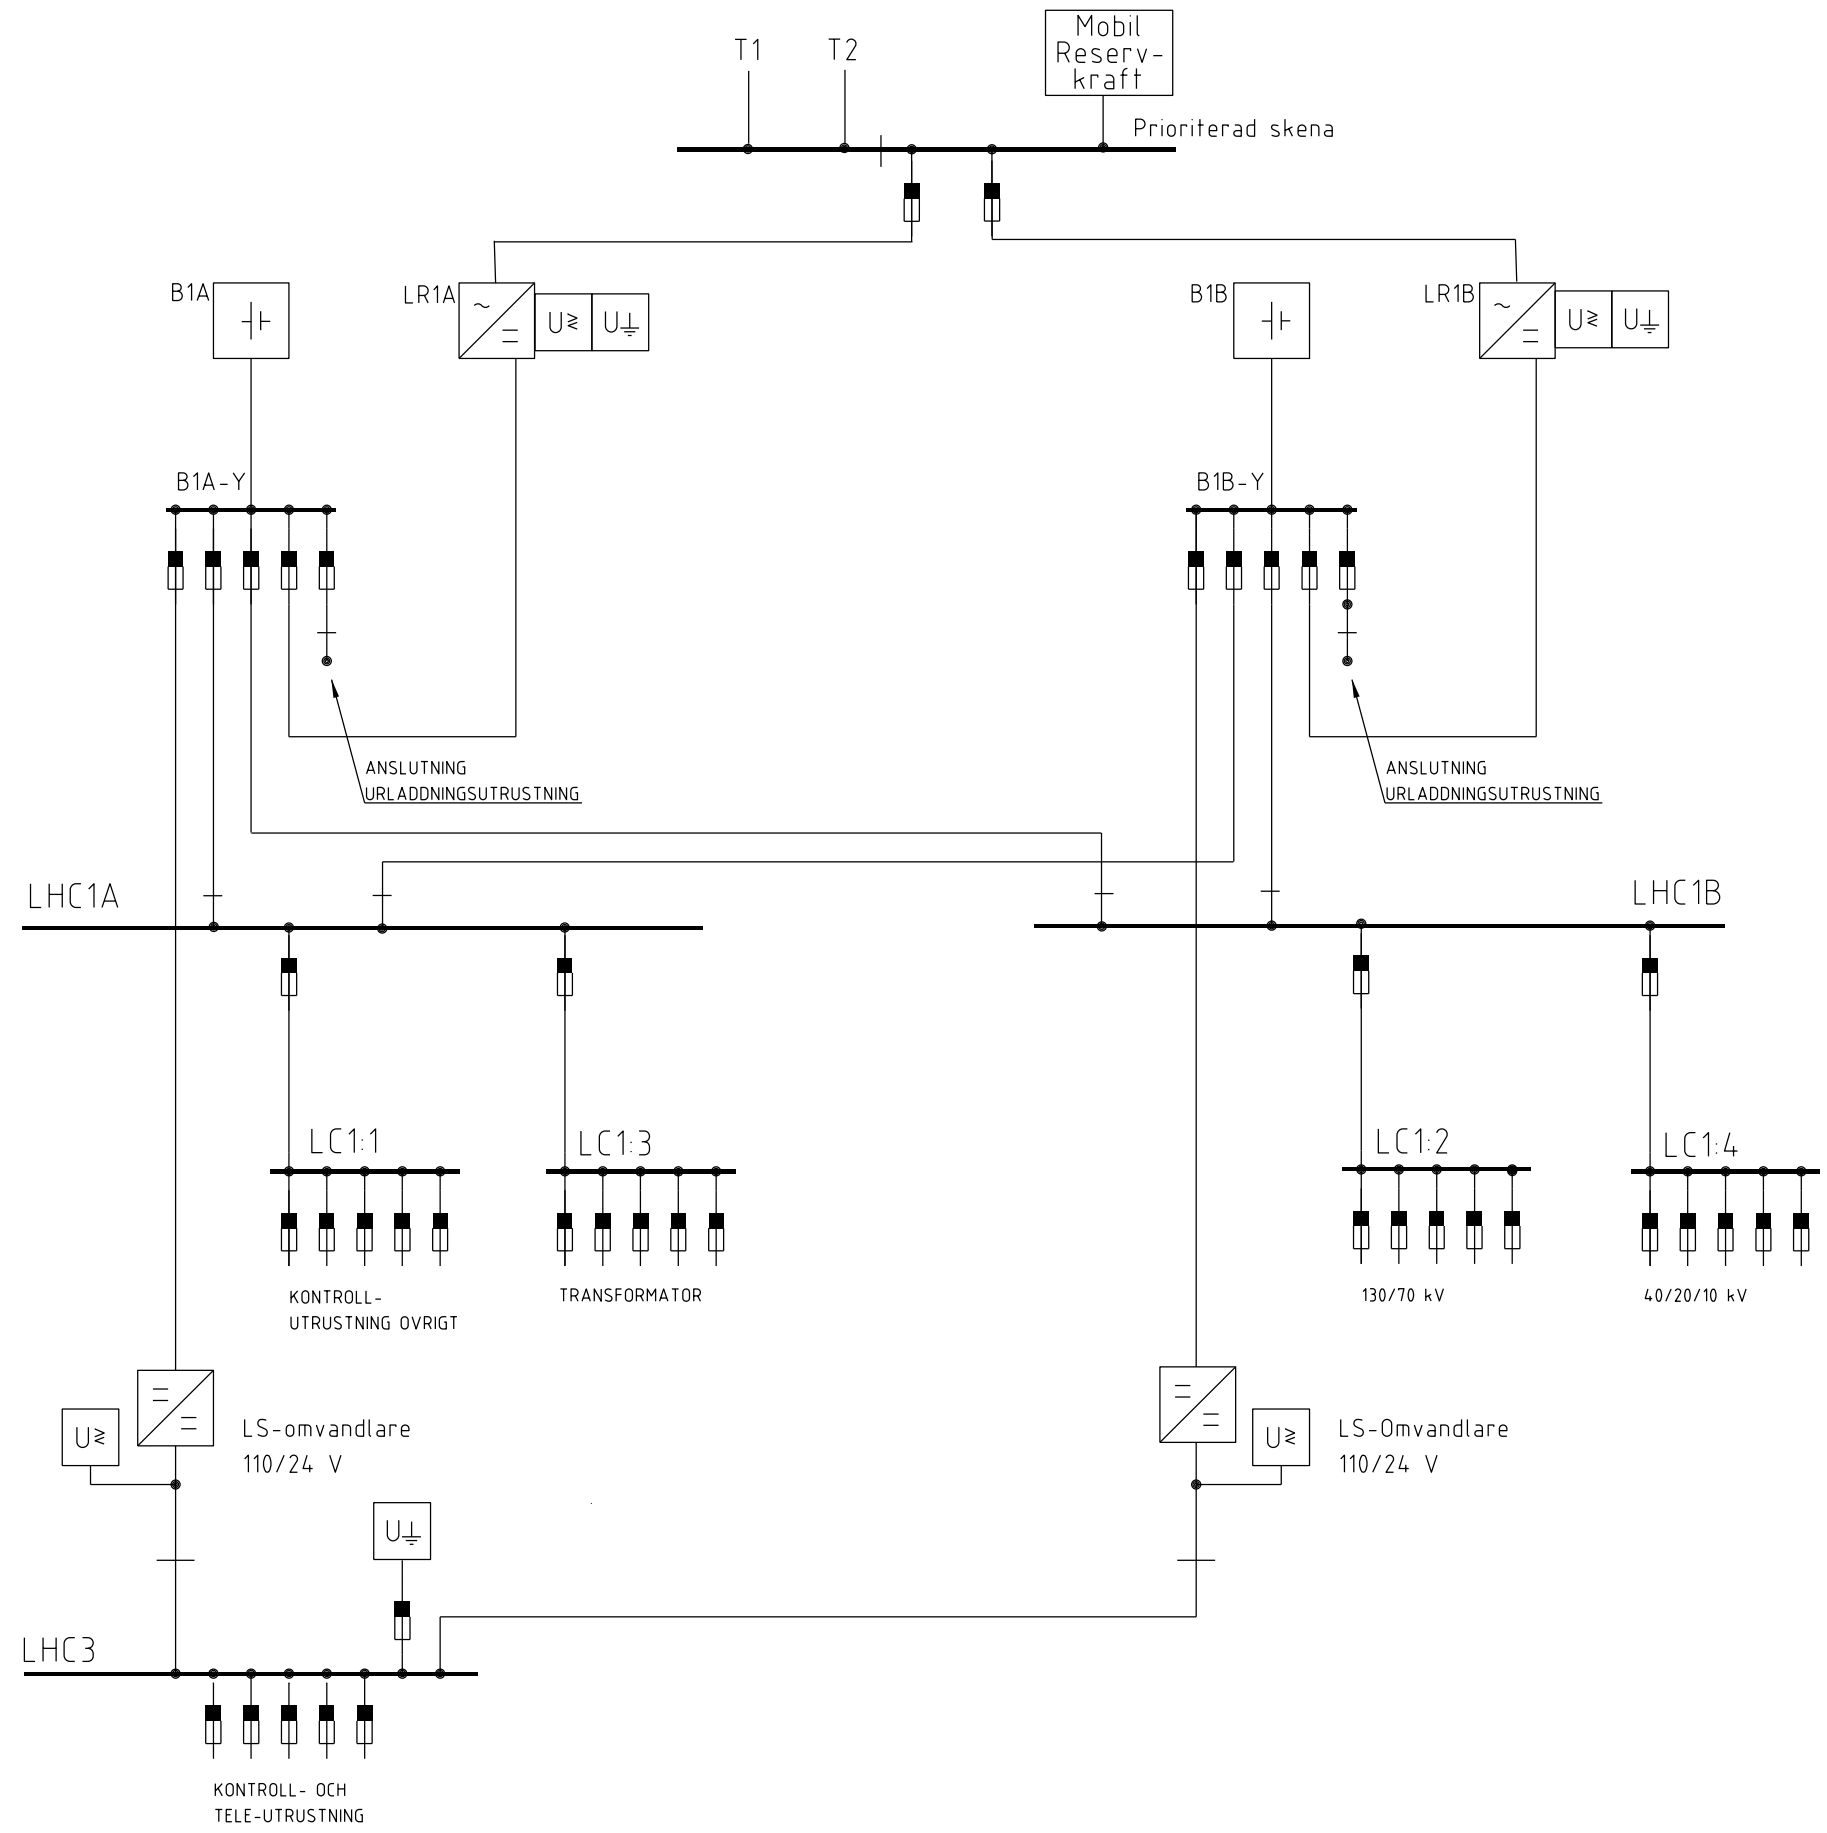 Mobil
Reserv-
kraft
T1
T2
Prioriterad skena
B1A
LR1A
U≷
U⏚
B1B
LR1B
U≷
U⏚
B1A-Y
B1B-Y
ANSLUTNING
URLADDNINGSUTRUSTNING
ANSLUTNING
URLADDNINGSUTRUSTNING
LHC1A
LHC1B
LC1:1
LC1:3
LC1:2
LC1:4
KONTROLL-
UTRUSTNING OVRIGT
TRANSFORMATOR
130/70 kV
40/20/10 kV
U≷
LS-omvandlare
110/24 V
U≷
LS-Omvandlare
110/24 V
U⏚
LHC3
KONTROLL- OCH
TELE-UTRUSTNING